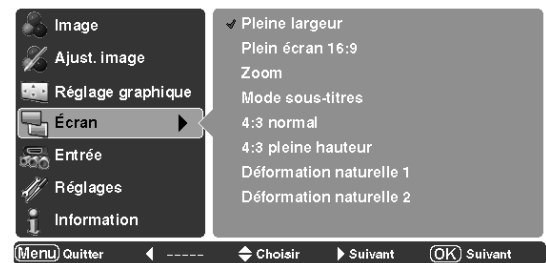 Image
Ajust. image
Réglage graphique
Écran
Entrée
Réglages
Information
Pleine largeur
Plein écran 16:9
Zoom
Mode sous-titres
4:3 normal
4:3 pleine hauteur
Déformation naturelle 1
Déformation naturelle 2
Menu Quitter ----- Choisir Suivant OK Suivant